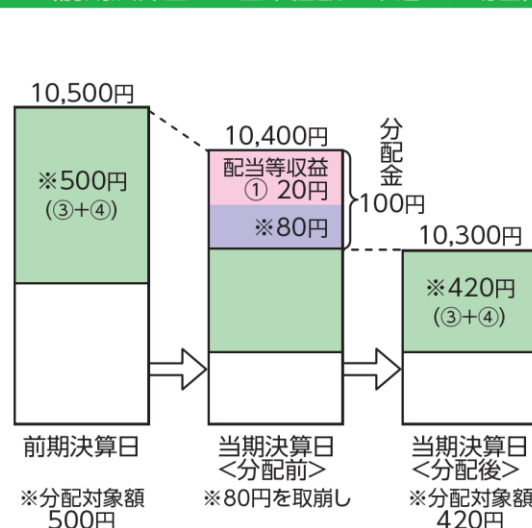 10,500円
※500円
(③+④)
前期決算日
※分配対象額
500円
10,400円
配当等収益
① 20円
※80円
分配金
100円
当期決算日
<分配前>
※80円を取崩し
10,300円
※420円
(③+④)
当期決算日
<分配後>
※分配対象額
420円